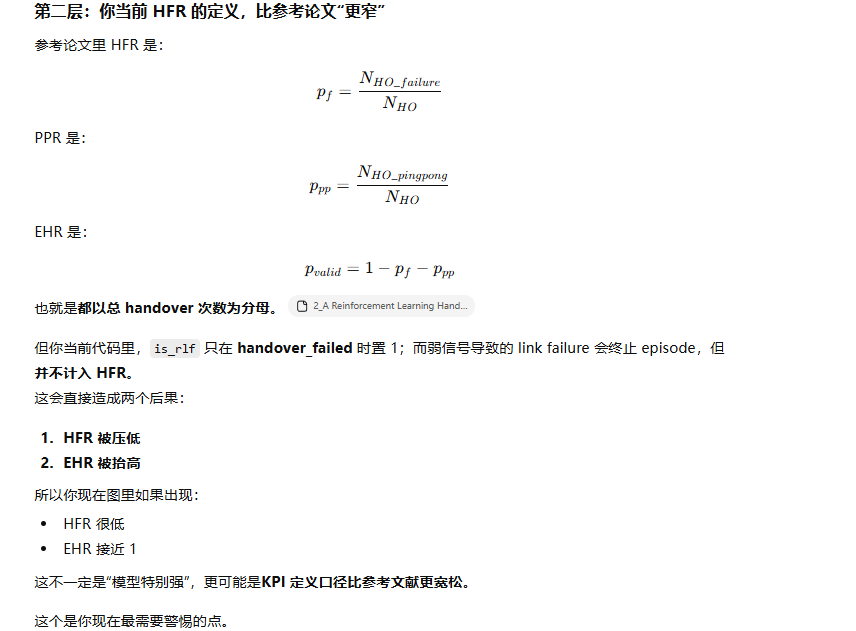 第二层：你当前 HFR 的定义，比参考论文“更窄”
参考论文里 HFR 是：
p_f = N_{HO_failure} / N_{HO}
PPR 是：
p_{pp} = N_{HO_pingpong} / N_{HO}
EHR 是：
p_{valid} = 1 − p_f − p_{pp}
也就是都以总 handover 次数为分母。 2_A Reinforcement Learning Hand...
但你当前代码里， is_rlf 只在 handover_failed 时置 1；而弱信号导致的 link failure 会终止 episode，但
并不计入 HFR。
这会直接造成两个后果：
1. HFR 被压低
2. EHR 被抬高
所以你现在图里如果出现：
• HFR 很低
• EHR 接近 1
这不一定是“模型特别强”，更可能是KPI 定义口径比参考文献更宽松。
这个是你现在最需要警惕的点。